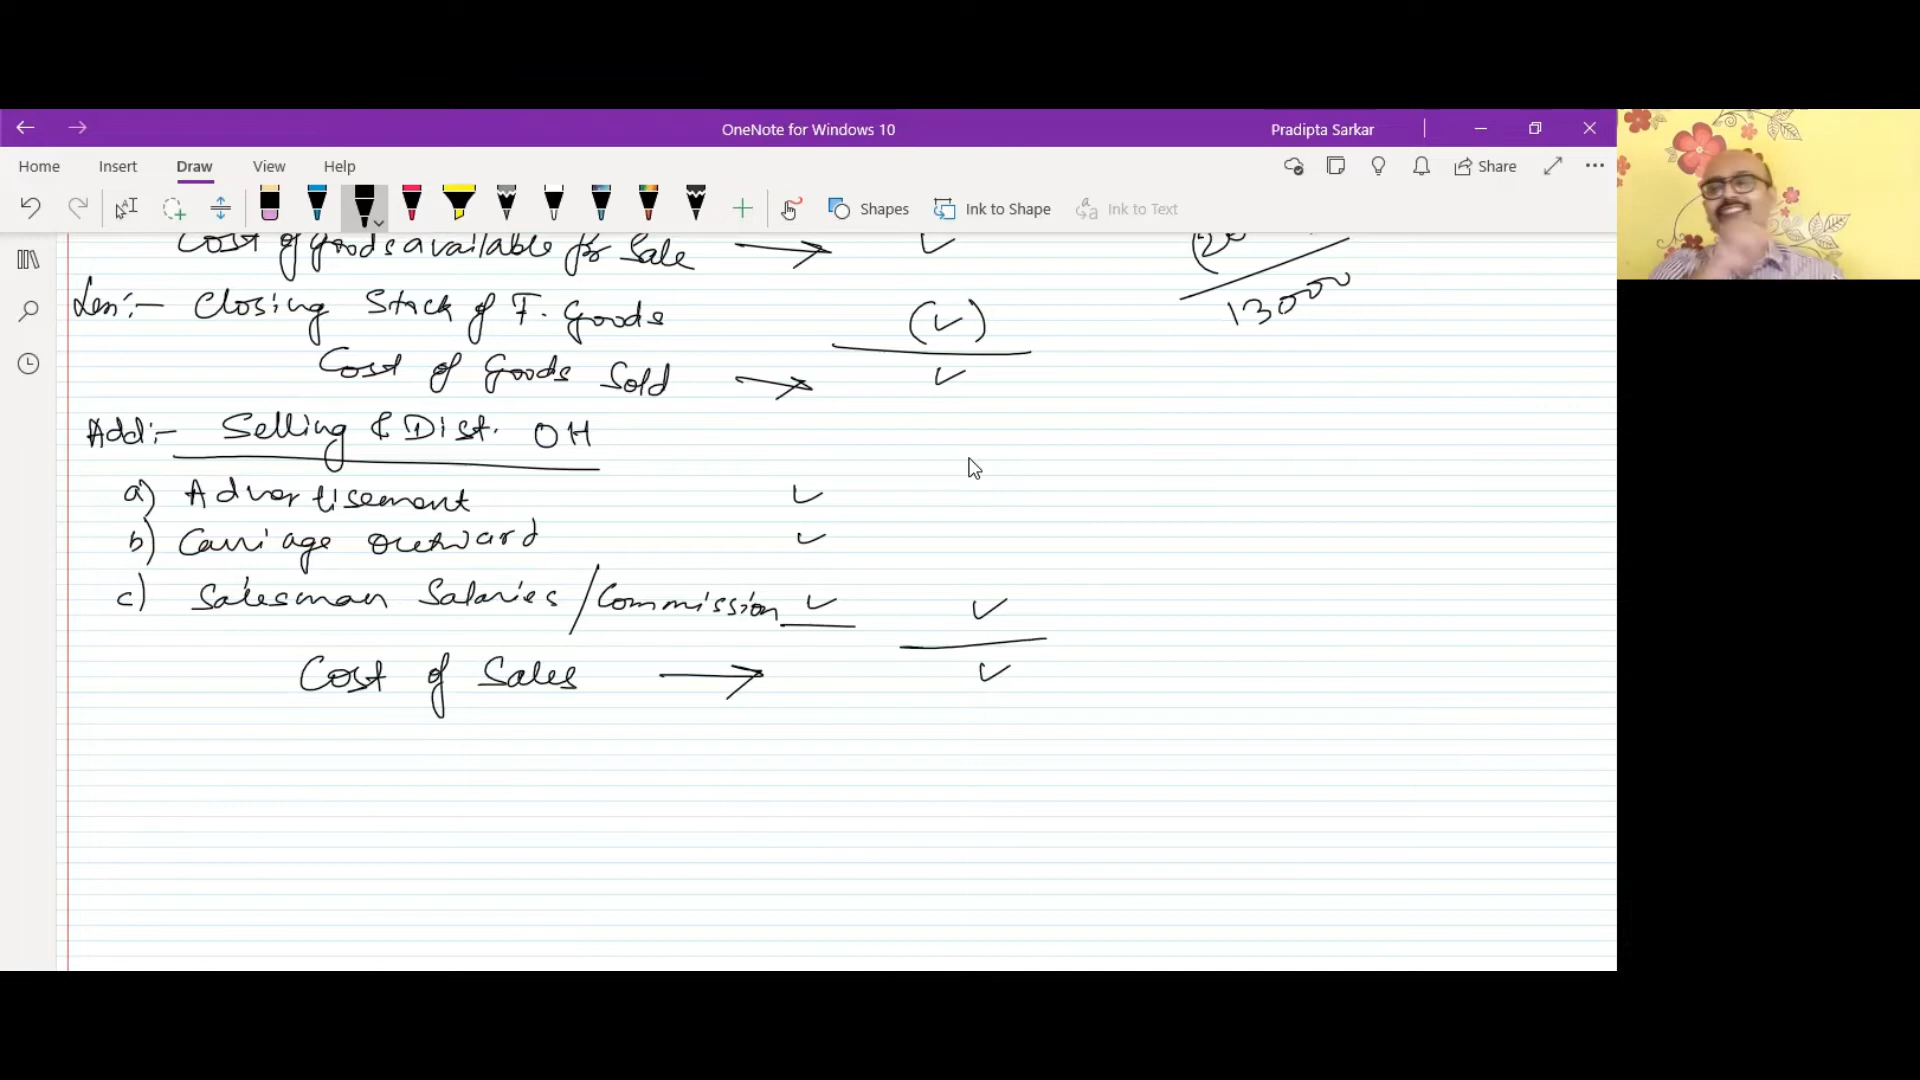 OneNote for Windows 10
Pradipta Sarkar
Home Insert Draw View Help
Share
Shapes Ink to Shape Ink to Text
Cost of goods available for Sale → ✓
13000
Less:- Closing Stock of F. Goods (✓)
Cost of Goods Sold → ✓
Add:- Selling & Dist. OH
a) Advertisement ✓
b) Carriage outward ✓
c) Salesman Salaries / Commission ✓ ✓
Cost of Sales → ✓